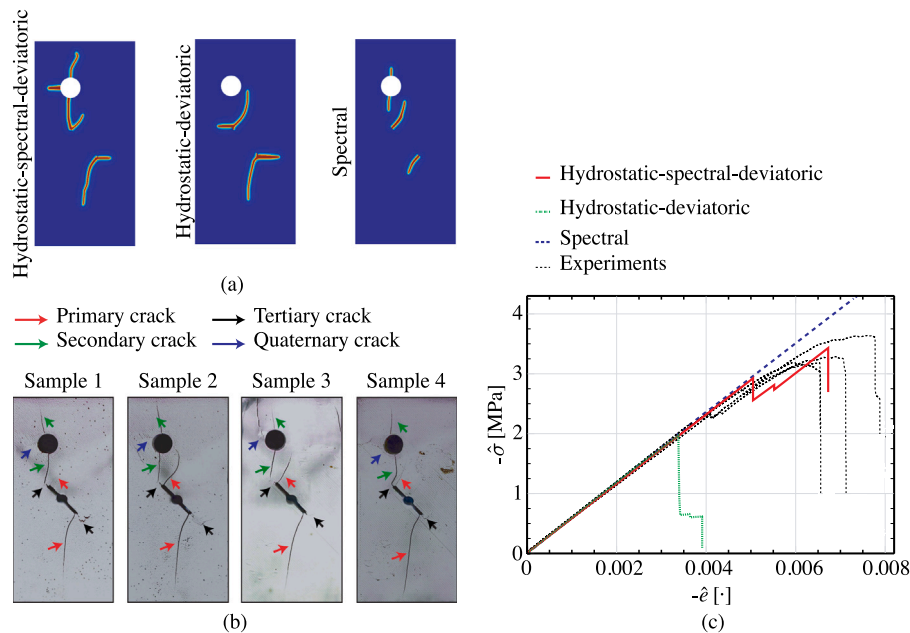 Hydrostatic-spectral-deviatoric
Hydrostatic-deviatoric
Spectral
(a)
Primary crack
Tertiary crack
Secondary crack
Quaternary crack
Sample 1
Sample 2
Sample 3
Sample 4
(b)
Hydrostatic-spectral-deviatoric
Hydrostatic-deviatoric
Spectral
Experiments
4
3
2
1
0
-σ̂ [MPa]
0
0.002
0.004
0.006
0.008
-ê [·]
(c)